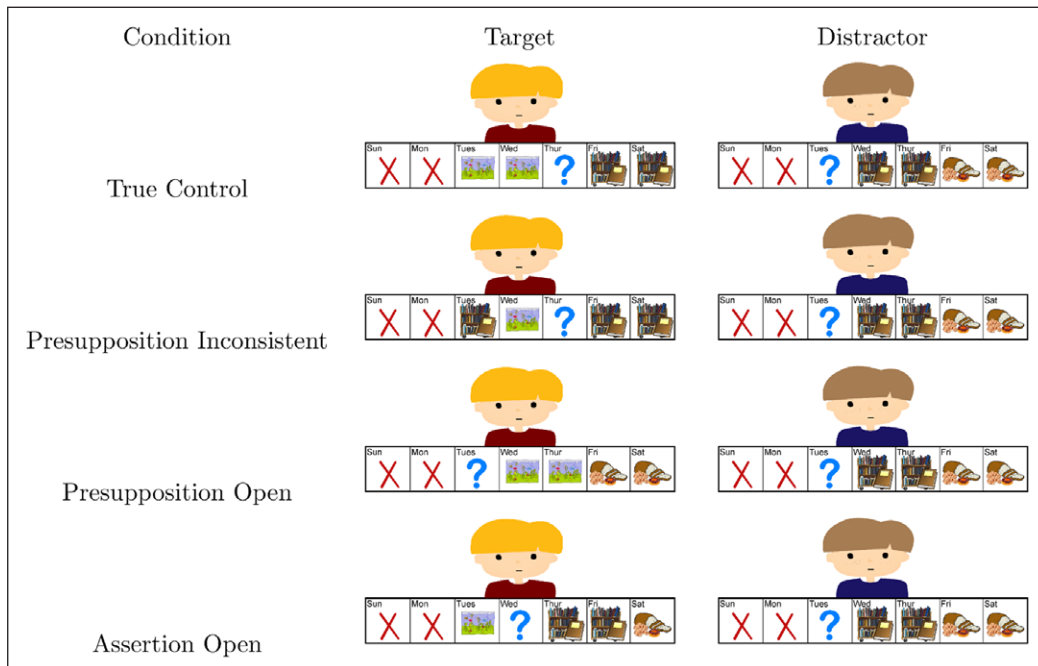 Condition Target Distractor
Sun Mon Tues Wed Thur Fri Sat Sun Mon Tues Wed Thur Fri Sat
? ?
True Control
Sun Mon Tues Wed Thur Fri Sat Sun Mon Tues Wed Thur Fri Sat
? ?
Presupposition Inconsistent
Sun Mon Tues Wed Thur Fri Sat Sun Mon Tues Wed Thur Fri Sat
? ?
Presupposition Open
Sun Mon Tues Wed Thur Fri Sat Sun Mon Tues Wed Thur Fri Sat
? ?
Assertion Open